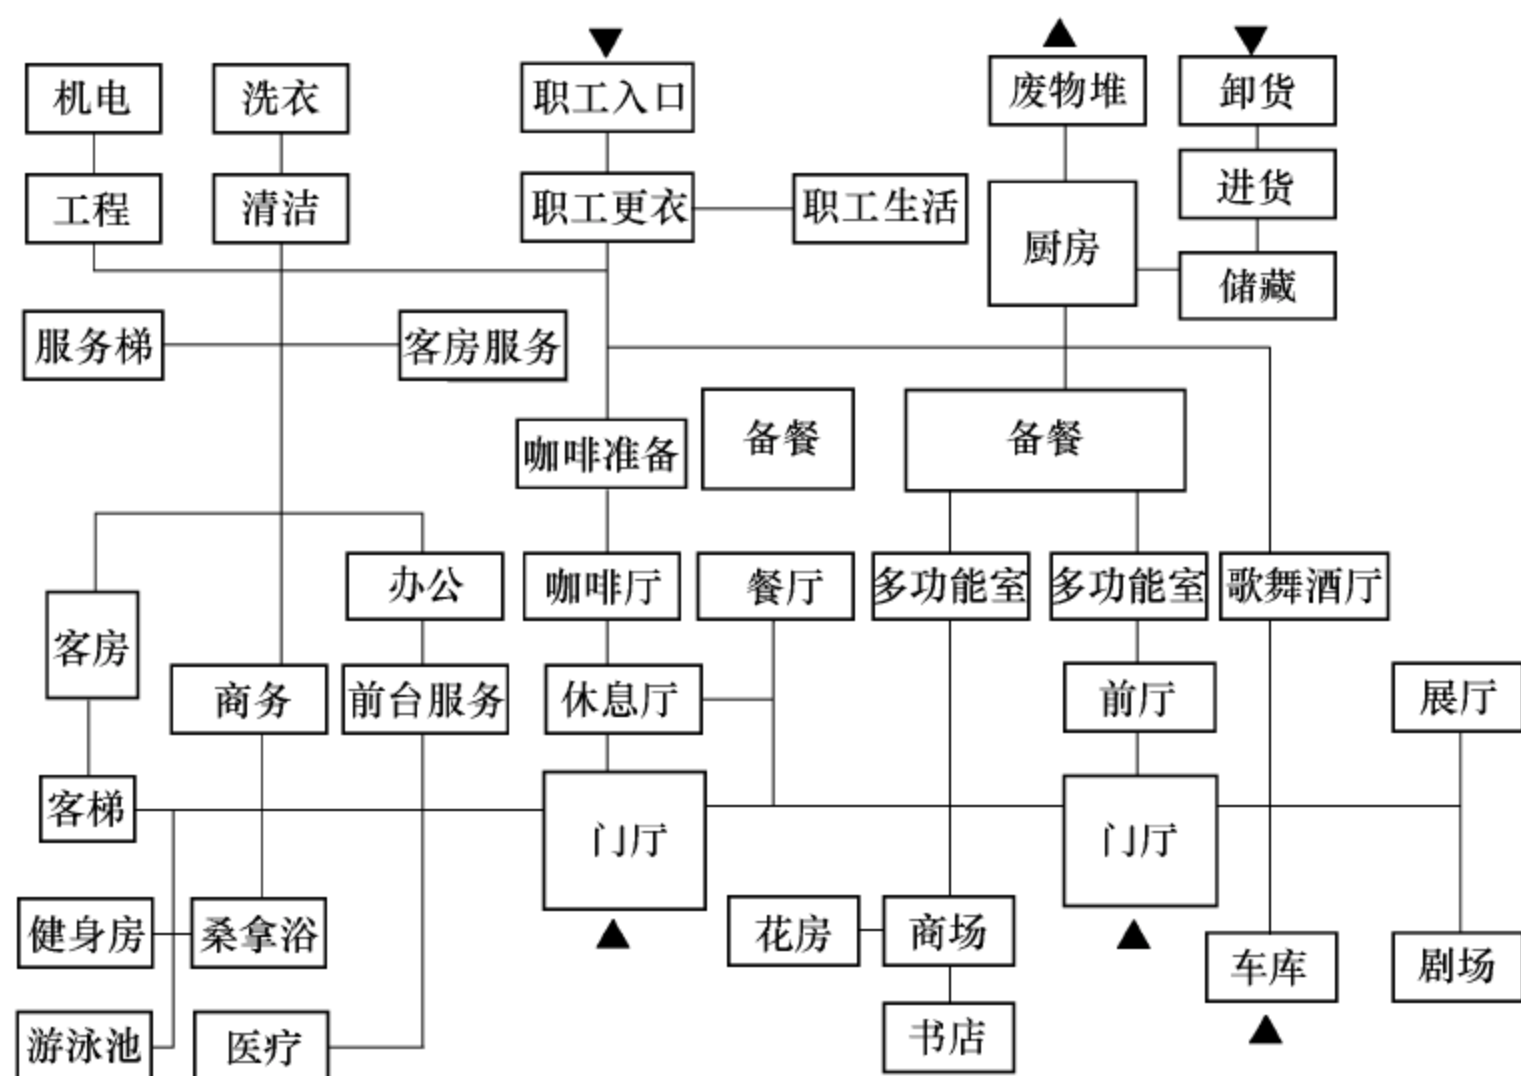 机电
洗衣
职工入口
废物堆
卸货
工程
清洁
职工更衣
职工生活
厨房
进货
储藏
服务梯
客房服务
咖啡准备
备餐
备餐
办公
咖啡厅
餐厅
多功能室
多功能室
歌舞酒厅
客房
商务
前台服务
休息厅
前厅
展厅
客梯
门厅
门厅
健身房
桑拿浴
花房
商场
车库
剧场
游泳池
医疗
书店